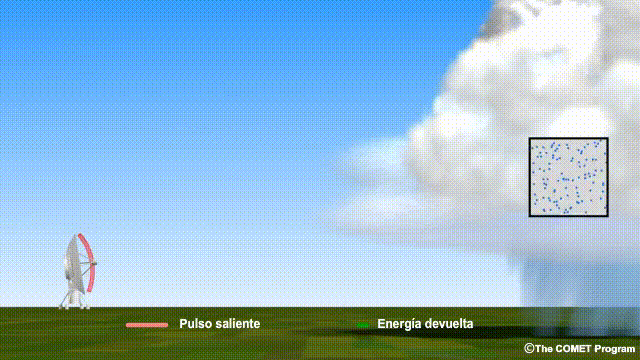 Pulso saliente
Energía devuelta
©The COMET Program